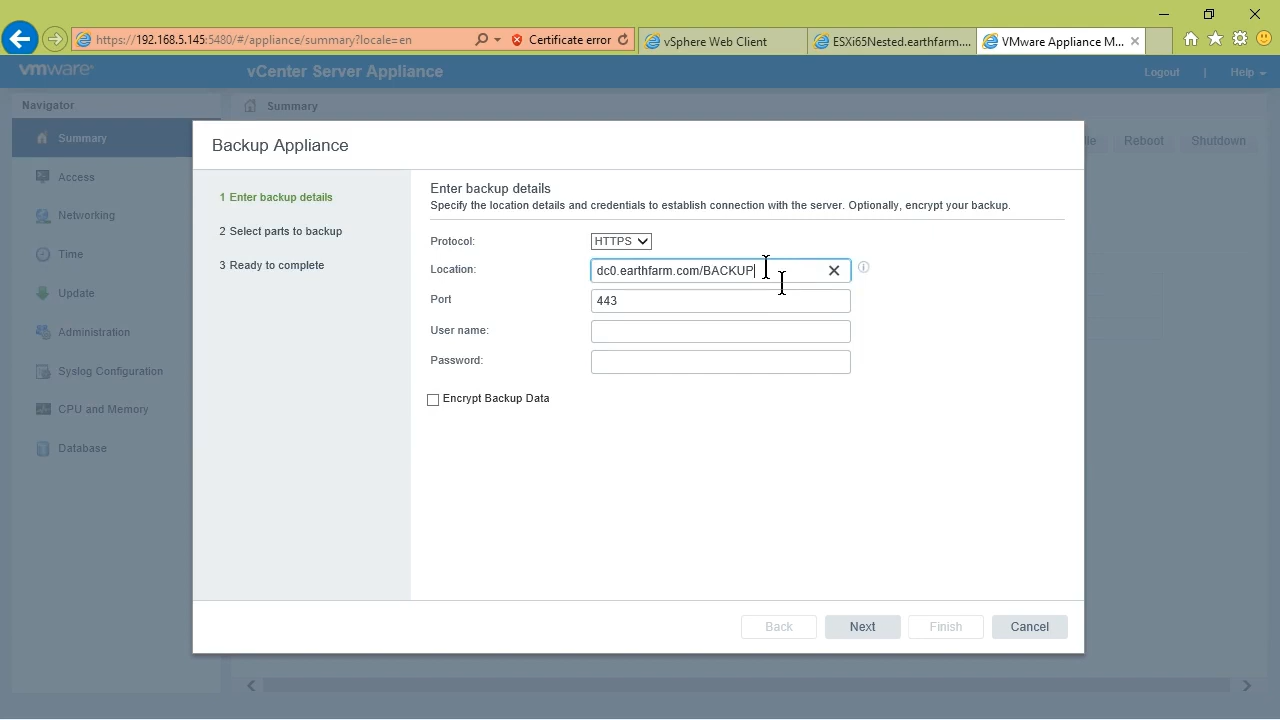 https://192.168.5.145:5480/#/appliance/summary?locale=en
Certificate error
vSphere Web Client
ESXi65Nested.earthfarm....
VMware Appliance M...
vmware
vCenter Server Appliance
Logout
|
Help
Navigator
Summary
Summary
Reboot
Shutdown
Access
Networking
Time
Update
Administration
Syslog Configuration
CPU and Memory
Database
Backup Appliance
1 Enter backup details
2 Select parts to backup
3 Ready to complete
Enter backup details
Specify the location details and credentials to establish connection with the server. Optionally, encrypt your backup.
Protocol:
HTTPS
Location:
dc0.earthfarm.com/BACKUP
Port
443
User name:
Password:
Encrypt Backup Data
Back
Next
Finish
Cancel